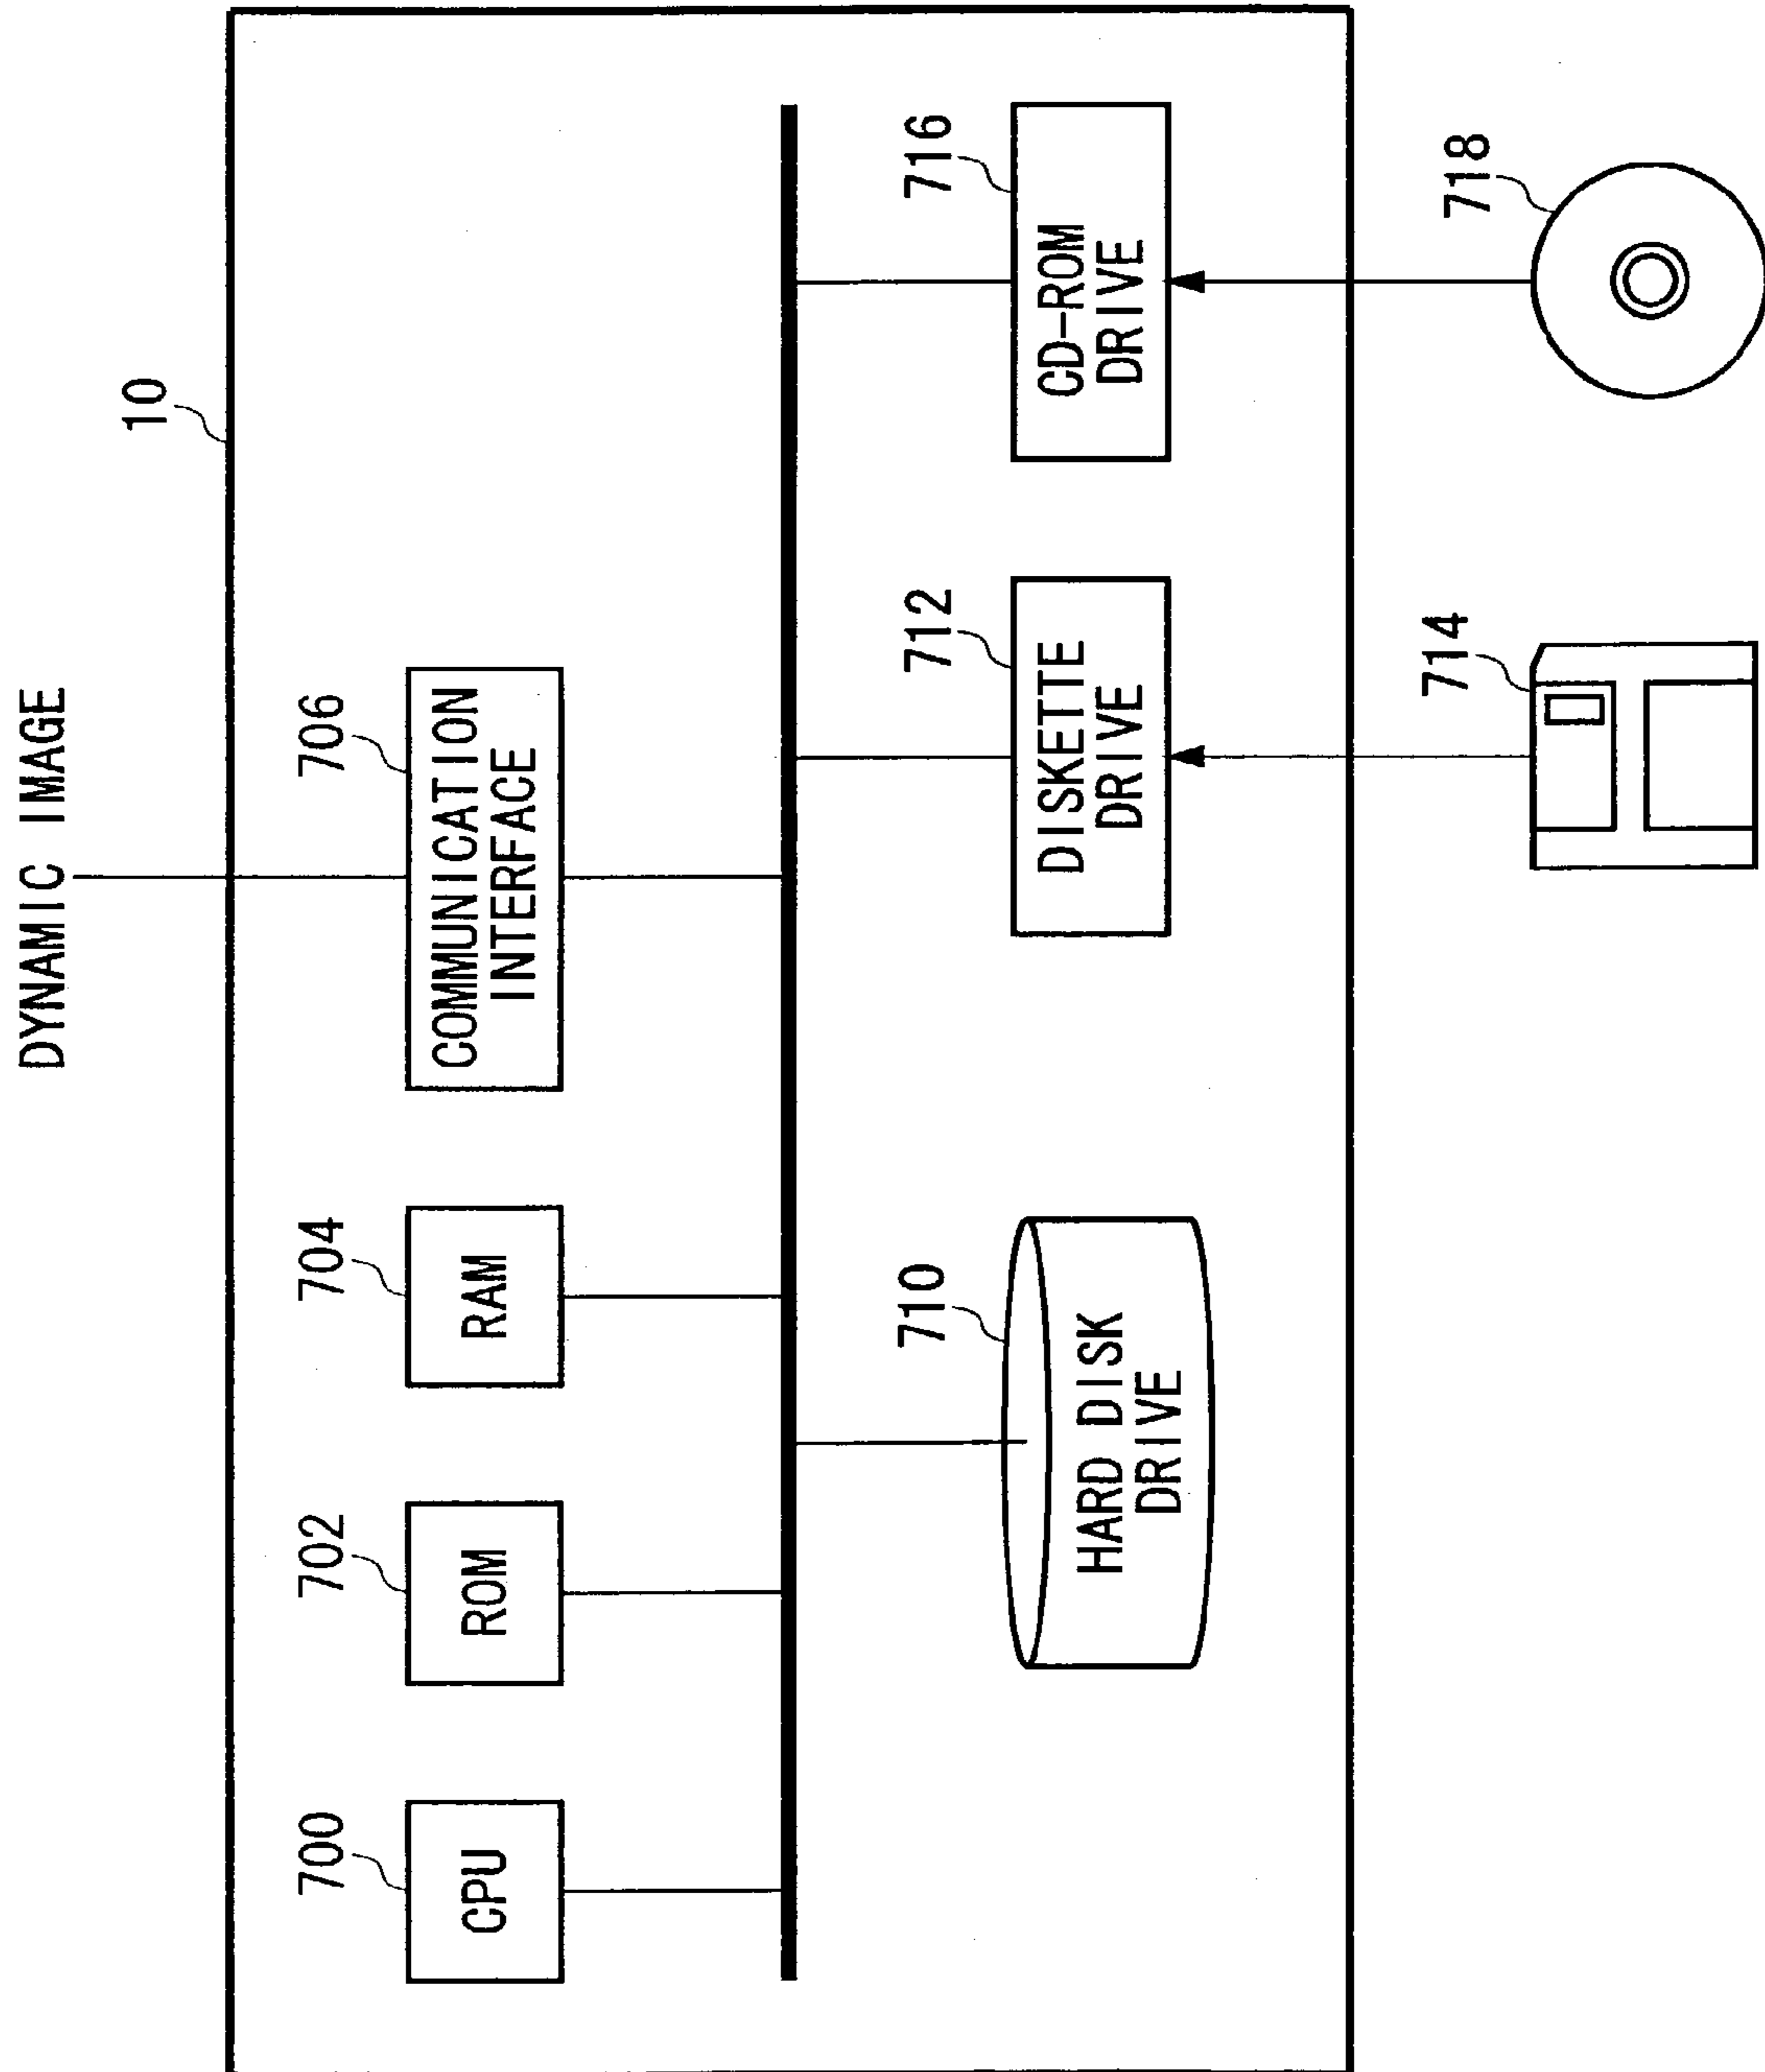 DYNAMIC IMAGE
10
700
CPU
702
ROM
704
RAM
706
COMMUNICATION
INTERFACE
710
HARD DISK
DRIVE
712
DISKETTE
DRIVE
716
CD-ROM
DRIVE
714
718